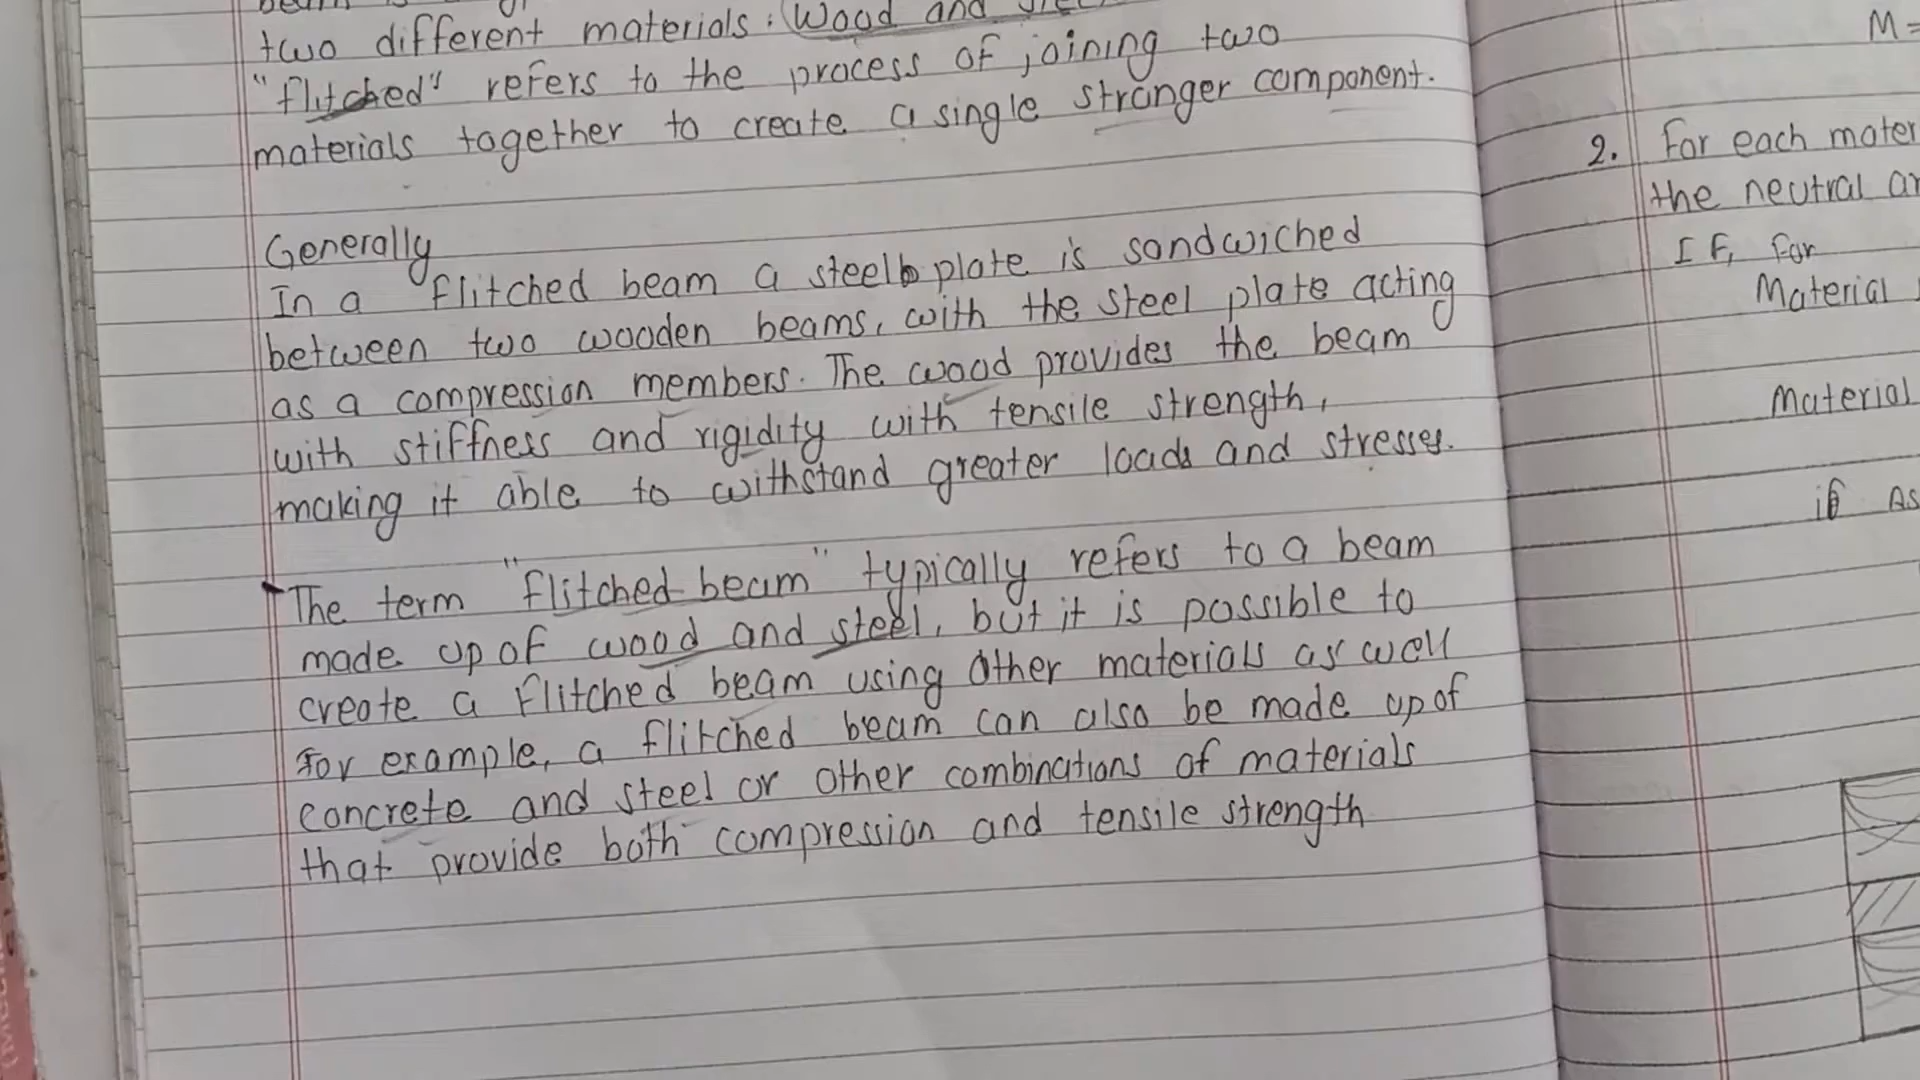 two different materials: Wood and
"flitched" refers to the process of joining two
materials together to create a single stronger component.
Generally
In a flitched beam a steel plate is sandwiched
between two wooden beams, with the steel plate acting
as a compression members. The wood provides the beam
with stiffness and rigidity with tensile strength,
making it able to withstand greater loads and stresses.
The term "flitched beam" typically refers to a beam
made up of wood and steel, but it is possible to
create a flitched beam using other materials as well
for example, a flitched beam can also be made up of
concrete and steel or other combinations of materials
that provide both compression and tensile strength
M=
2. For each mater
the neutral
IF, For
Material
Material
if As